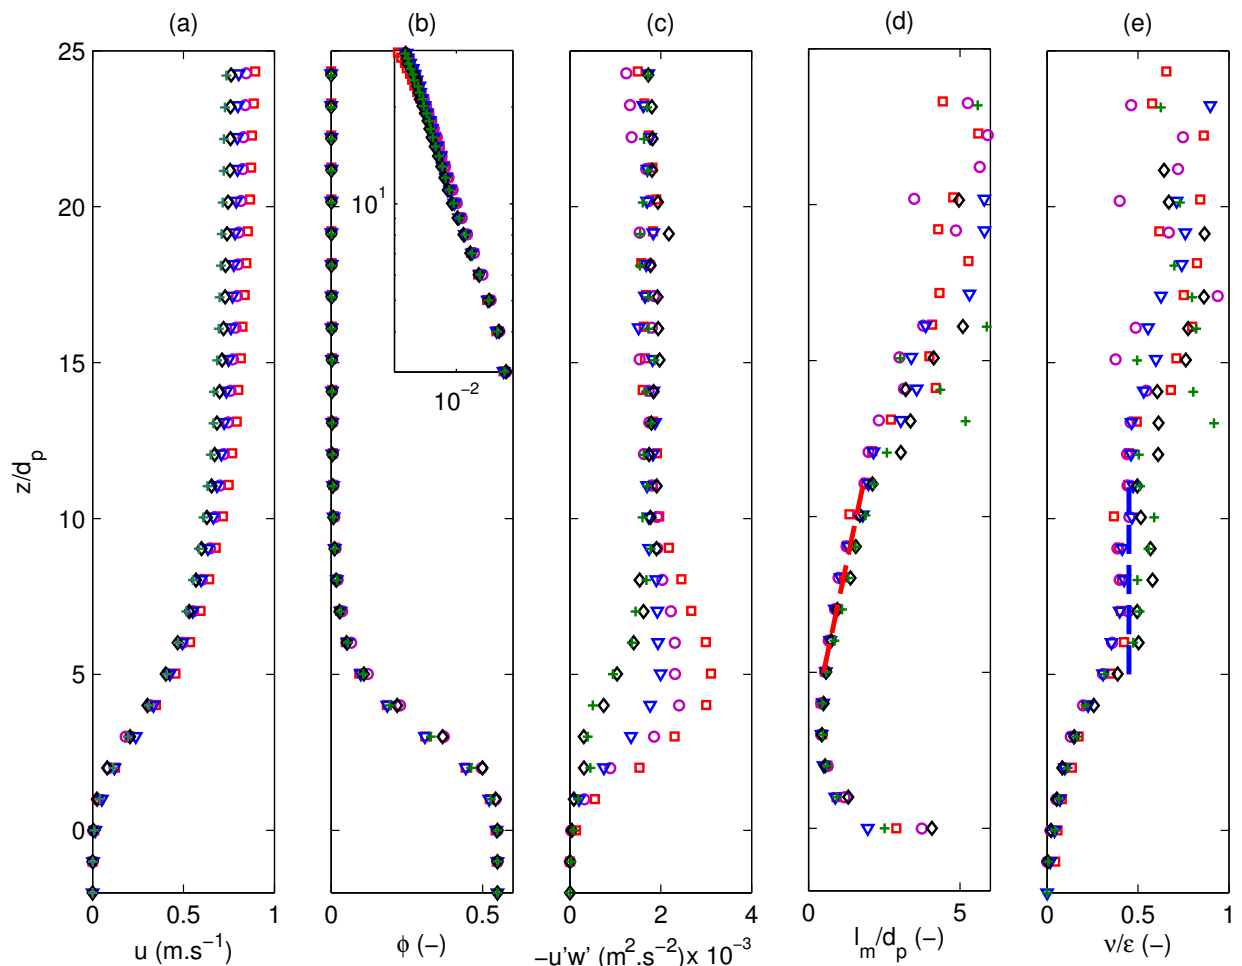 (a) (b) (c) (d) (e)
25
20
15
10
5
0
z/d_p
10^1
10^−2
0 0.5 1
0 0.5
0 2 4
0 5
0 0.5 1
u (m.s^−1)
ϕ (−)
−u'w' (m^2.s^−2)× 10^−3
l_m/d_p (−)
ν/ε (−)